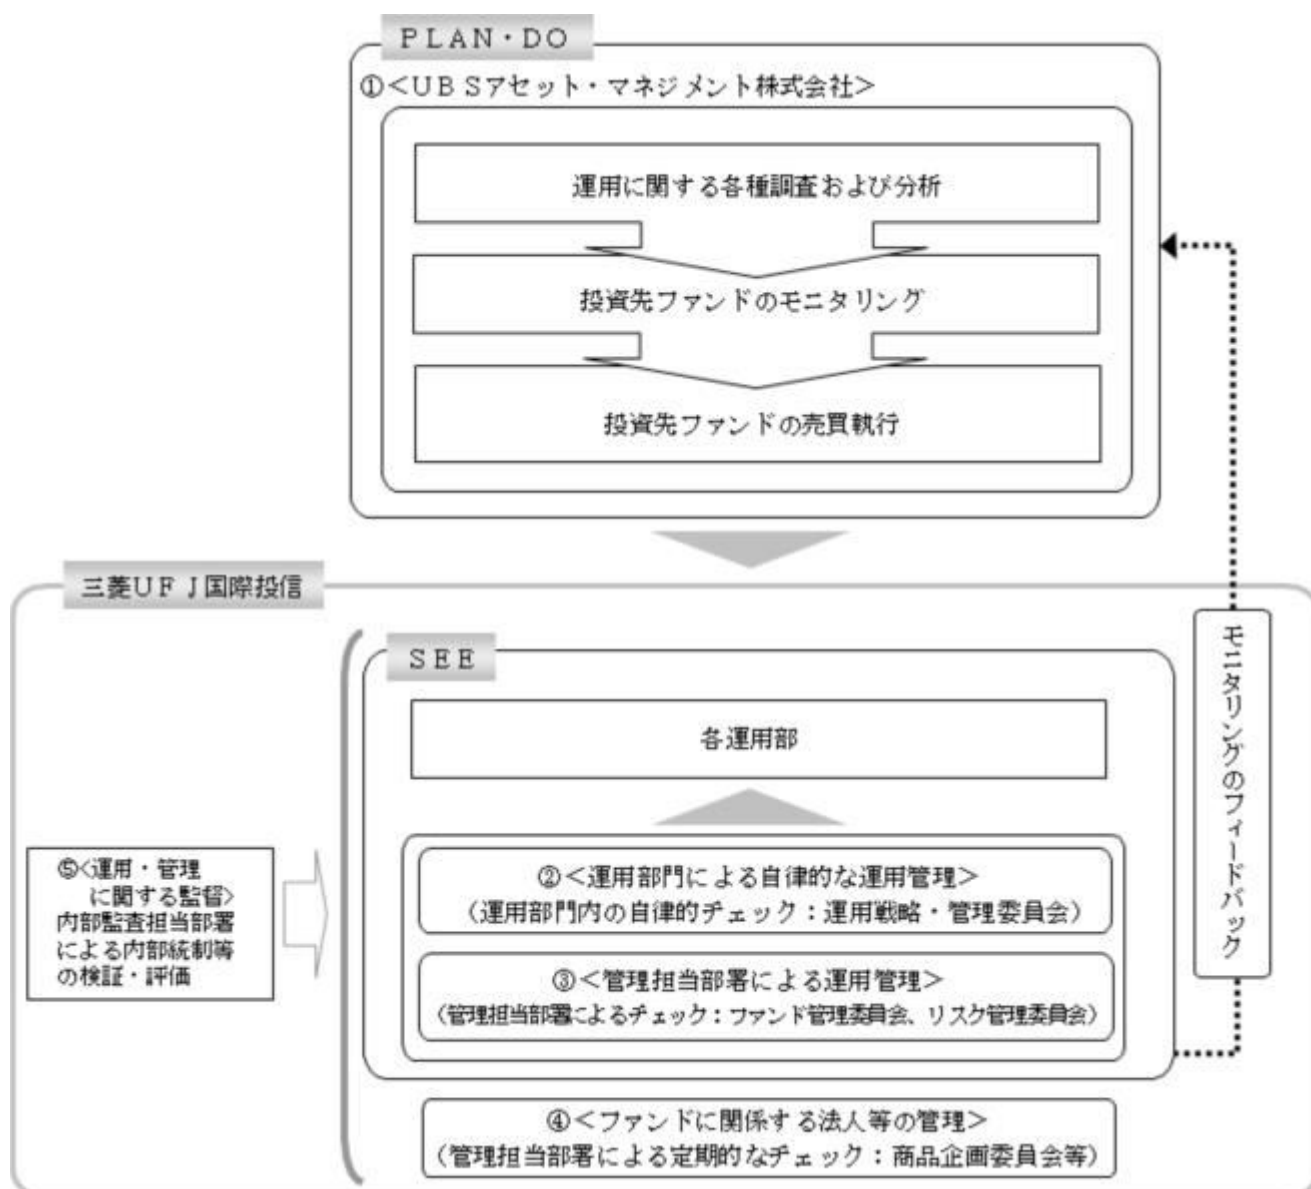 PLAN・DO
①<UBSアセット・マネジメント株式会社>
運用に関する各種調査および分析
投資先ファンドのモニタリング
投資先ファンドの売買執行
三菱UFJ国際投信
SEE
各運用部
②<運用部門による自律的な運用管理>
(運用部門内の自律的チェック:運用戦略・管理委員会)
③<管理担当部署による運用管理>
(管理担当部署によるチェック:ファンド管理委員会、リスク管理委員会)
④<ファンドに関係する法人等の管理>
(管理担当部署による定期的なチェック:商品企画委員会等)
⑤<運用・管理
に関する監督>
内部監査担当部署
による内部統制等
の検証・評価
モニタリングのフィードバック